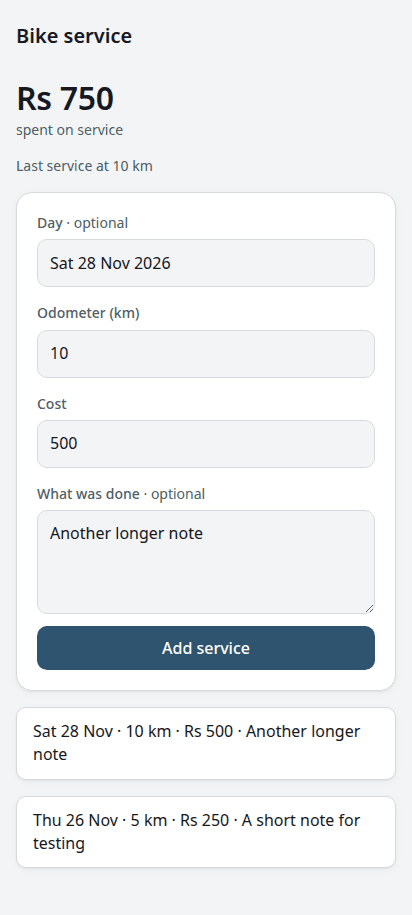 Bike service
Rs 750
spent on service
Last service at 10 km
Day · optional
Sat 28 Nov 2026
Odometer (km)
10
Cost
500
What was done · optional
Another longer note
Add service
Sat 28 Nov · 10 km · Rs 500 · Another longer
note
Thu 26 Nov · 5 km · Rs 250 · A short note for
testing